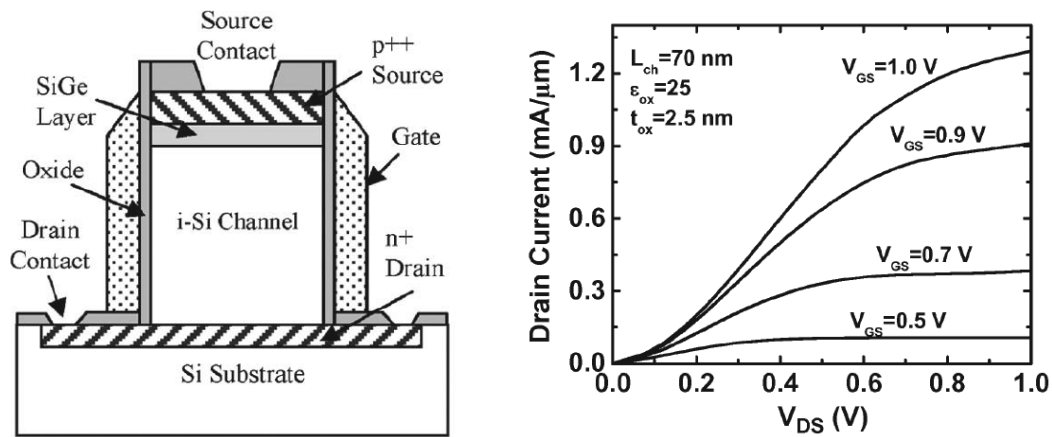 Source
Contact
p++
Source
SiGe
Layer
Gate
Oxide
i-Si Channel
Drain
Contact
n+
Drain
Si Substrate
Drain Current (mA/μm)
1.2
0.9
0.6
0.3
0.0
L_ch=70 nm
ε_ox=25
t_ox=2.5 nm
V_GS=1.0 V
V_GS=0.9 V
V_GS=0.7 V
V_GS=0.5 V
0.0 0.2 0.4 0.6 0.8 1.0
V_DS (V)